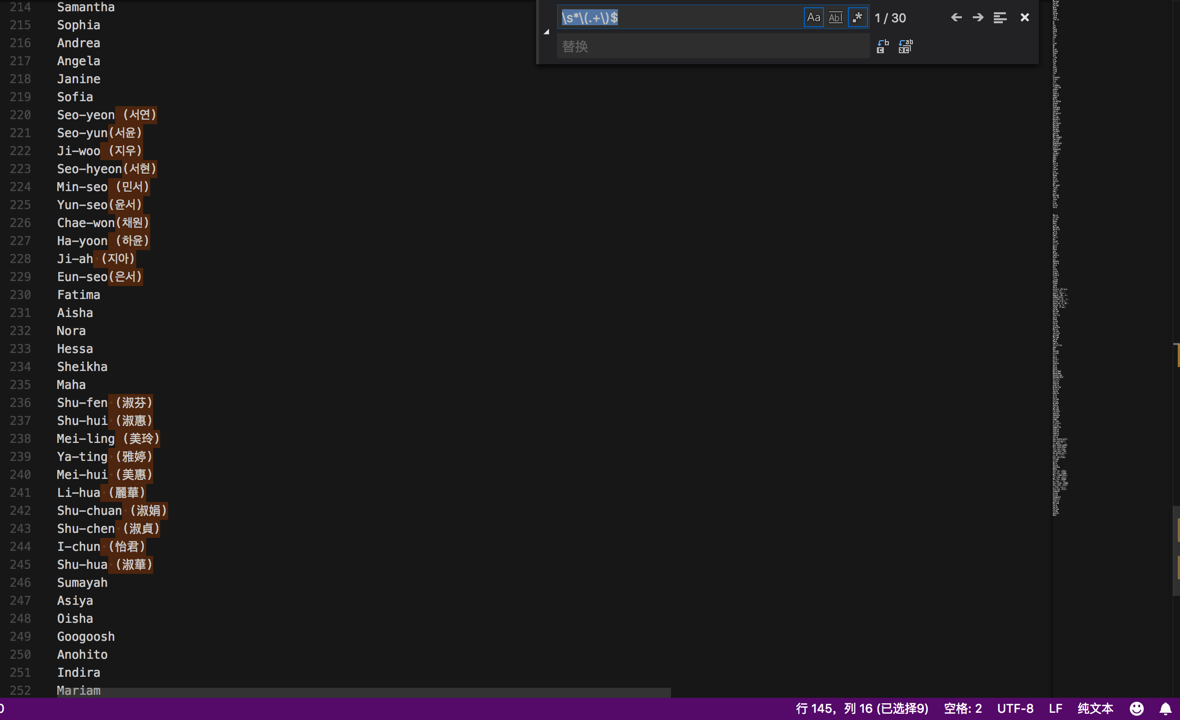 214 Samantha
215 Sophia
216 Andrea
217 Angela
218 Janine
219 Sofia
220 Seo-yeon (서연)
221 Seo-yun(서윤)
222 Ji-woo (지우)
223 Seo-hyeon(서현)
224 Min-seo (민서)
225 Yun-seo(윤서)
226 Chae-won(채원)
227 Ha-yoon (하윤)
228 Ji-ah (지아)
229 Eun-seo(은서)
230 Fatima
231 Aisha
232 Nora
233 Hessa
234 Sheikha
235 Maha
236 Shu-fen (淑芬)
237 Shu-hui (淑惠)
238 Mei-ling (美玲)
239 Ya-ting (雅婷)
240 Mei-hui (美惠)
241 Li-hua (麗華)
242 Shu-chuan (淑娟)
243 Shu-chen (淑貞)
244 I-chun (怡君)
245 Shu-hua (淑華)
246 Sumayah
247 Asiya
248 Oisha
249 Googoosh
250 Anohito
251 Indira
252 Mariam
\s*\(.+\)$ Aa Abl .* 1 / 30
替换
行 145，列 16 (已选择9) 空格: 2 UTF-8 LF 纯文本